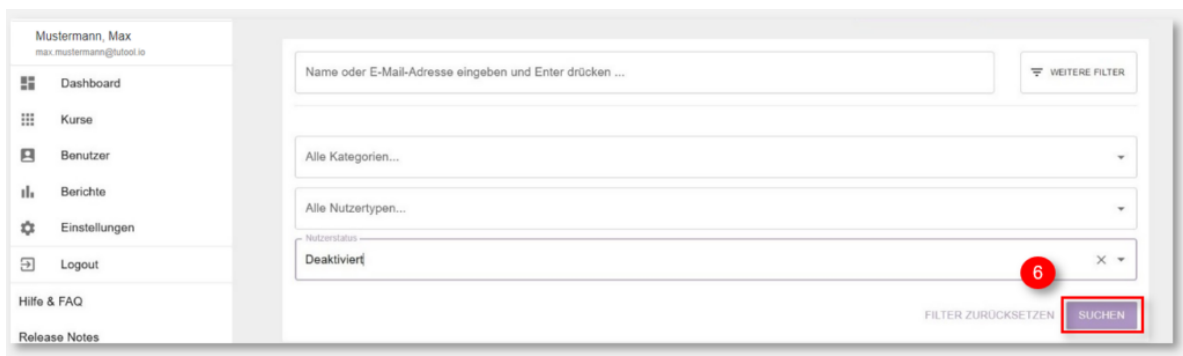 Mustermann, Max
max.mustermann@tutool.io
Dashboard
Kurse
Benutzer
Berichte
Einstellungen
Logout
Hilfe & FAQ
Release Notes
Name oder E-Mail-Adresse eingeben und Enter drücken ...
WEITERE FILTER
Alle Kategorien...
Alle Nutzertypen...
Nutzerstatus
Deaktiviert
6
FILTER ZURÜCKSETZEN
SUCHEN